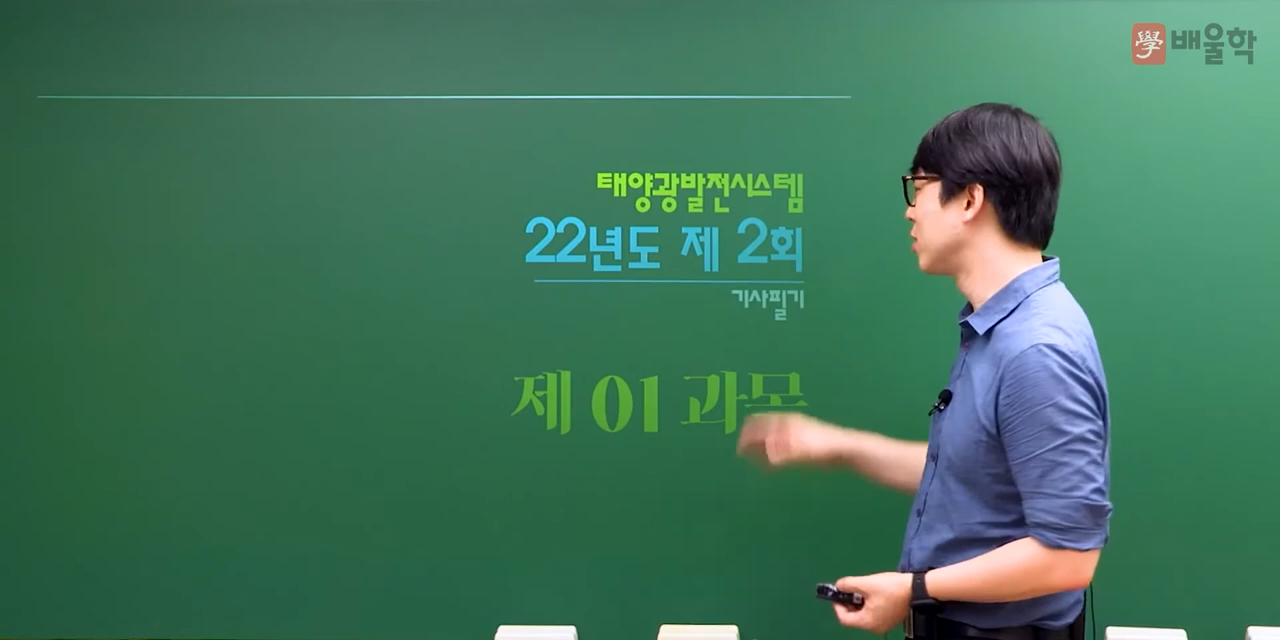 學 배울학
태양광발전시스템
22년도 제 2회
기사필기
제 01 과목